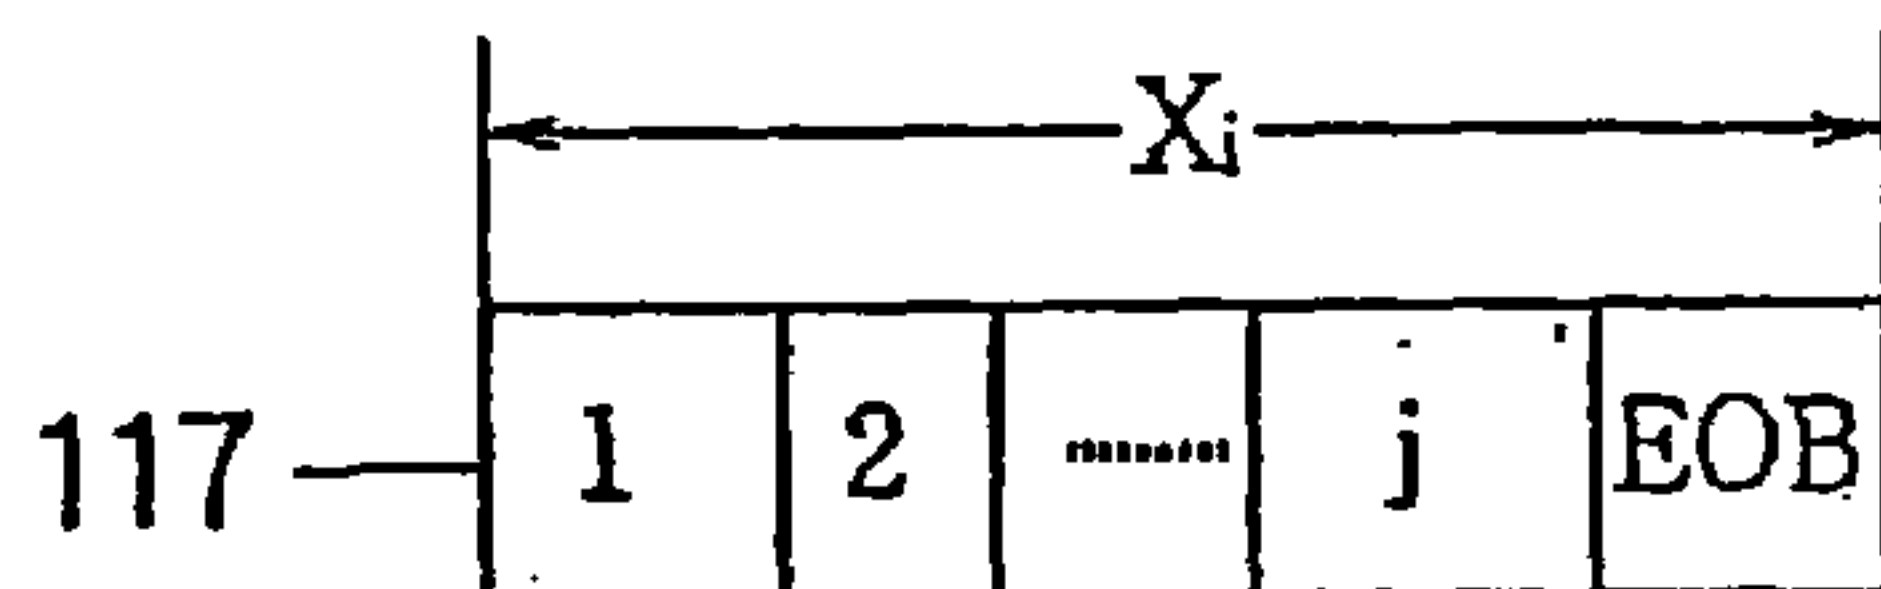 Xi
117 1 2 ........ j EOB